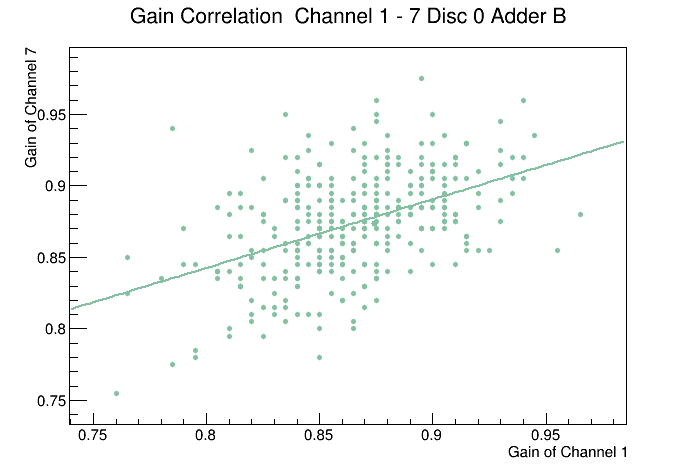 Gain Correlation  Channel 1 - 7 Disc 0 Adder B
Gain of Channel 7
0.95
0.9
0.85
0.8
0.75
0.75 0.8 0.85 0.9 0.95
Gain of Channel 1